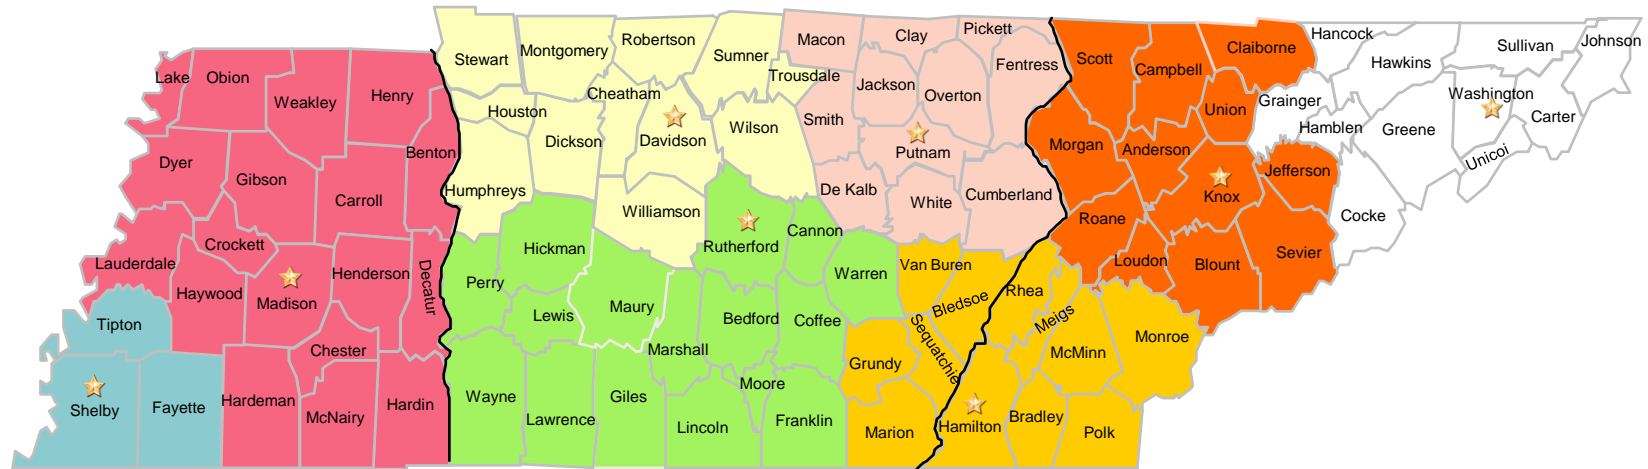 Lake
Obion
Weakley
Henry
Dyer
Gibson
Carroll
Benton
Lauderdale
Crockett
Haywood
Madison
Henderson
Decatur
Tipton
Shelby
Fayette
Hardeman
Chester
McNairy
Hardin
Stewart
Montgomery
Robertson
Sumner
Trousdale
Houston
Cheatham
Dickson
Davidson
Wilson
Humphreys
Williamson
Hickman
Rutherford
Cannon
Perry
Lewis
Maury
Bedford
Coffee
Warren
Marshall
Moore
Wayne
Lawrence
Giles
Lincoln
Franklin
Macon
Clay
Pickett
Fentress
Jackson
Overton
Smith
Putnam
De Kalb
White
Cumberland
Van Buren
Bledsoe
Rhea
Sequatchie
Meigs
Grundy
McMinn
Monroe
Marion
Hamilton
Bradley
Polk
Scott
Campbell
Claiborne
Union
Morgan
Anderson
Knox
Jefferson
Roane
Loudon
Blount
Sevier
Hancock
Hawkins
Sullivan
Johnson
Grainger
Hamblen
Greene
Washington
Carter
Unicoi
Cocke